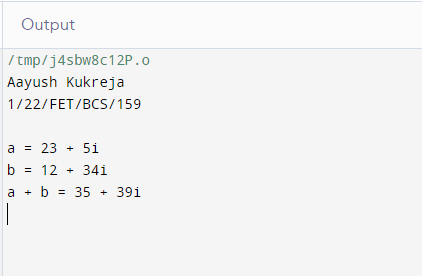 Output
/tmp/j4sbw8c12P.o
Aayush Kukreja
1/22/FET/BCS/159
a = 23 + 5i
b = 12 + 34i
a + b = 35 + 39i